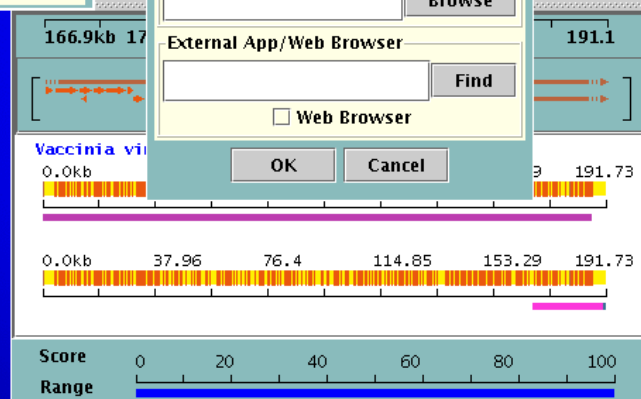 Browse
166.9kb 17
191.1
External App/Web Browser
Find
Web Browser
OK Cancel
Vaccinia vi
0.0kb 9 191.73
0.0kb 37.96 76.4 114.85 153.29 191.73
Score 0 20 40 60 80 100
Range